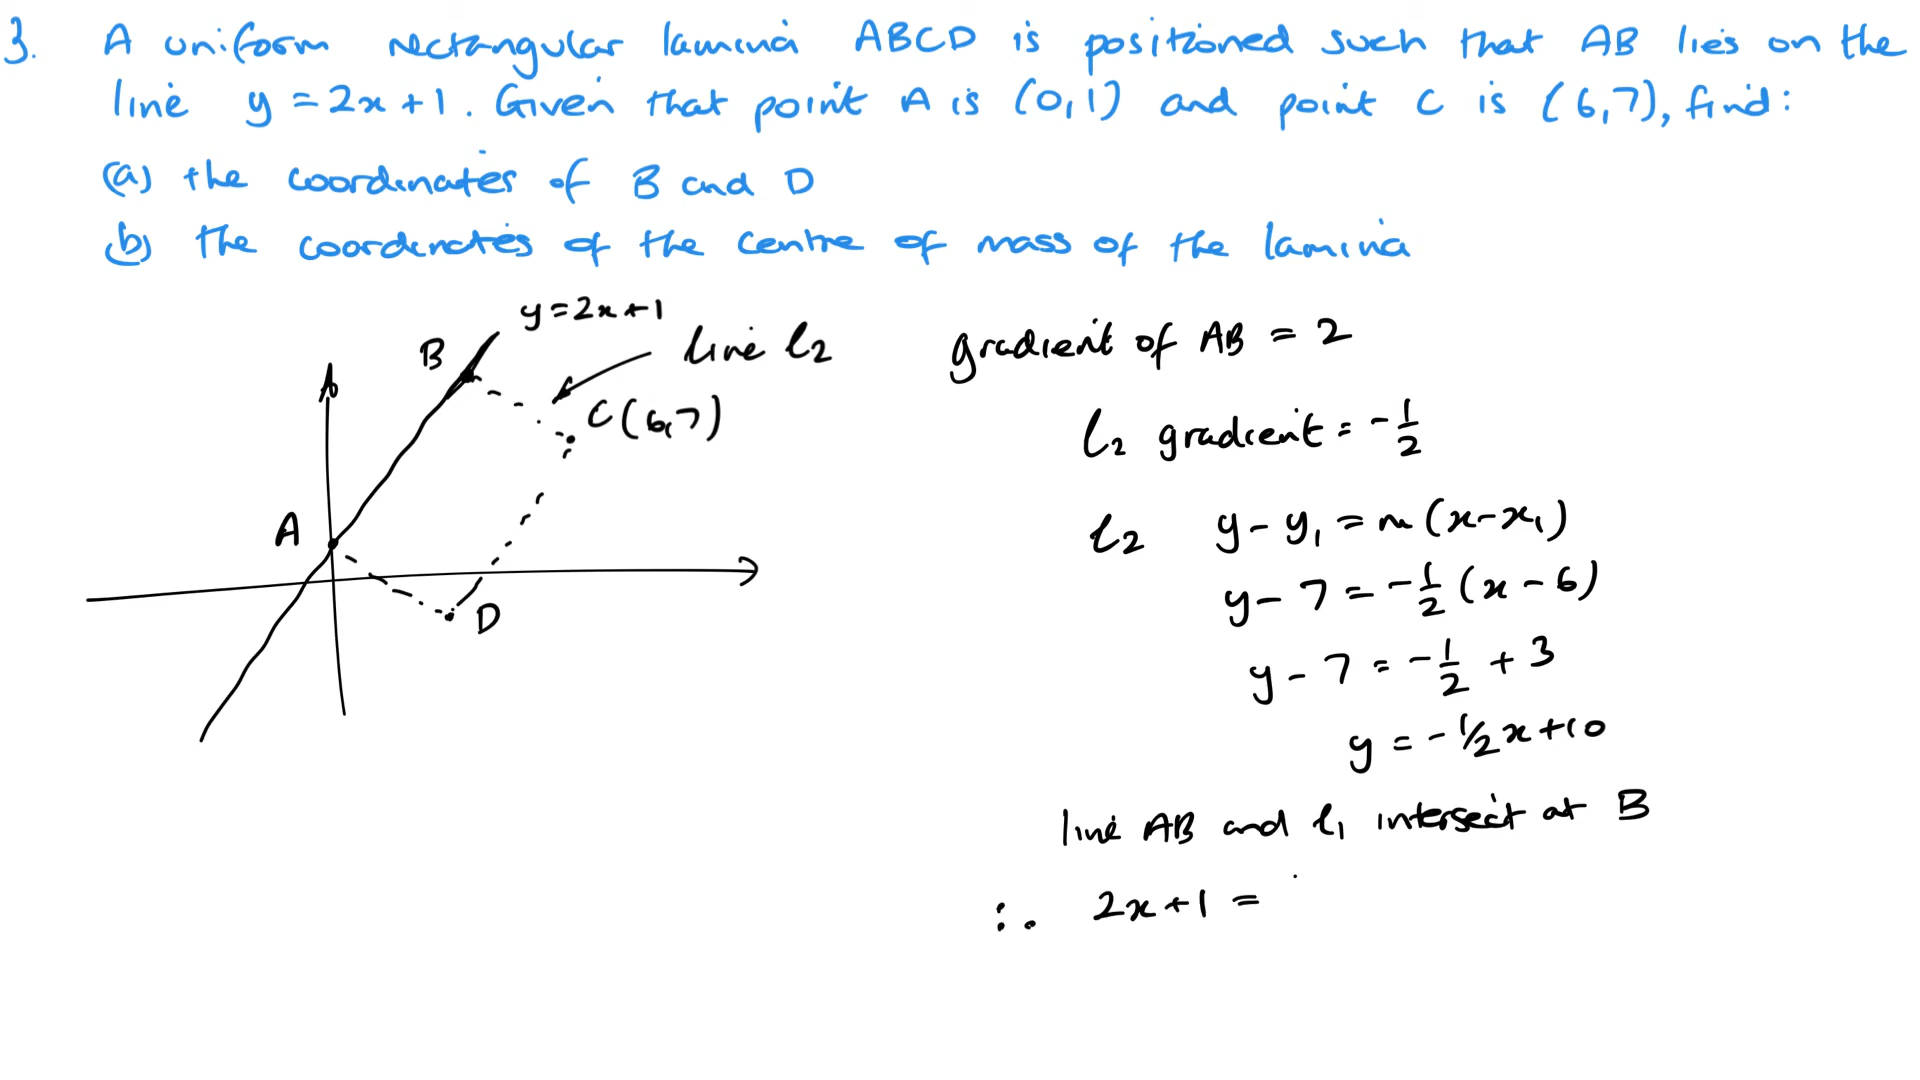 3. A uniform rectangular lamina ABCD is positioned such that AB lies on the
line y = 2x + 1. Given that point A is (0,1) and point C is (6,7), find:
(a) the coordinates of B and D
(b) the coordinates of the centre of mass of the lamina
y = 2x + 1
line l₂
B
C(6,7)
A
D
gradient of AB = 2
l₂ gradient = -1/2
l₂ y - y₁ = m(x - x₁)
y - 7 = -1/2 (x - 6)
y - 7 = -1/2 + 3
y = -1/2x + 10
line AB and l₁ intersect at B
∴ 2x + 1 =